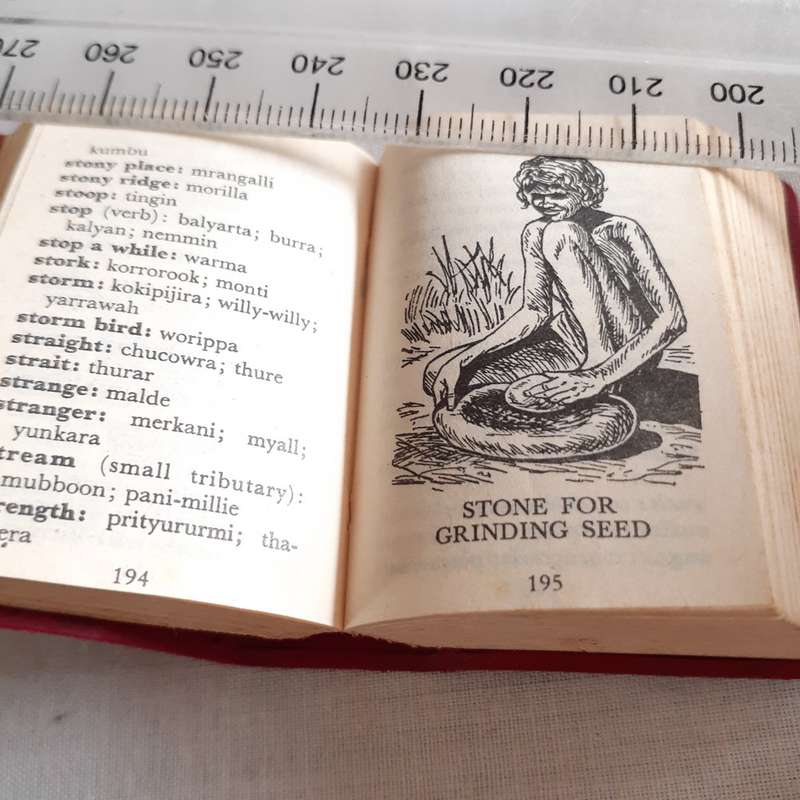 270 260 250 240 230 220 210 200
kumbu
stony place: mrangalli
stony ridge: morilla
stoop: tingin
stop (verb): balyarta; burra;
kalyan; nemmin
stop a while: warma
stork: korrorook; monti
storm: kokipijira; willy-willy;
yarrawah
storm bird: worippa
straight: chucowra; thure
strait: thurar
strange: malde
stranger: merkani; myall;
yunkara
tream (small tributary):
mubboon; pani-millie
rength: prityururmi; tha-
era
194
STONE FOR
GRINDING SEED
195